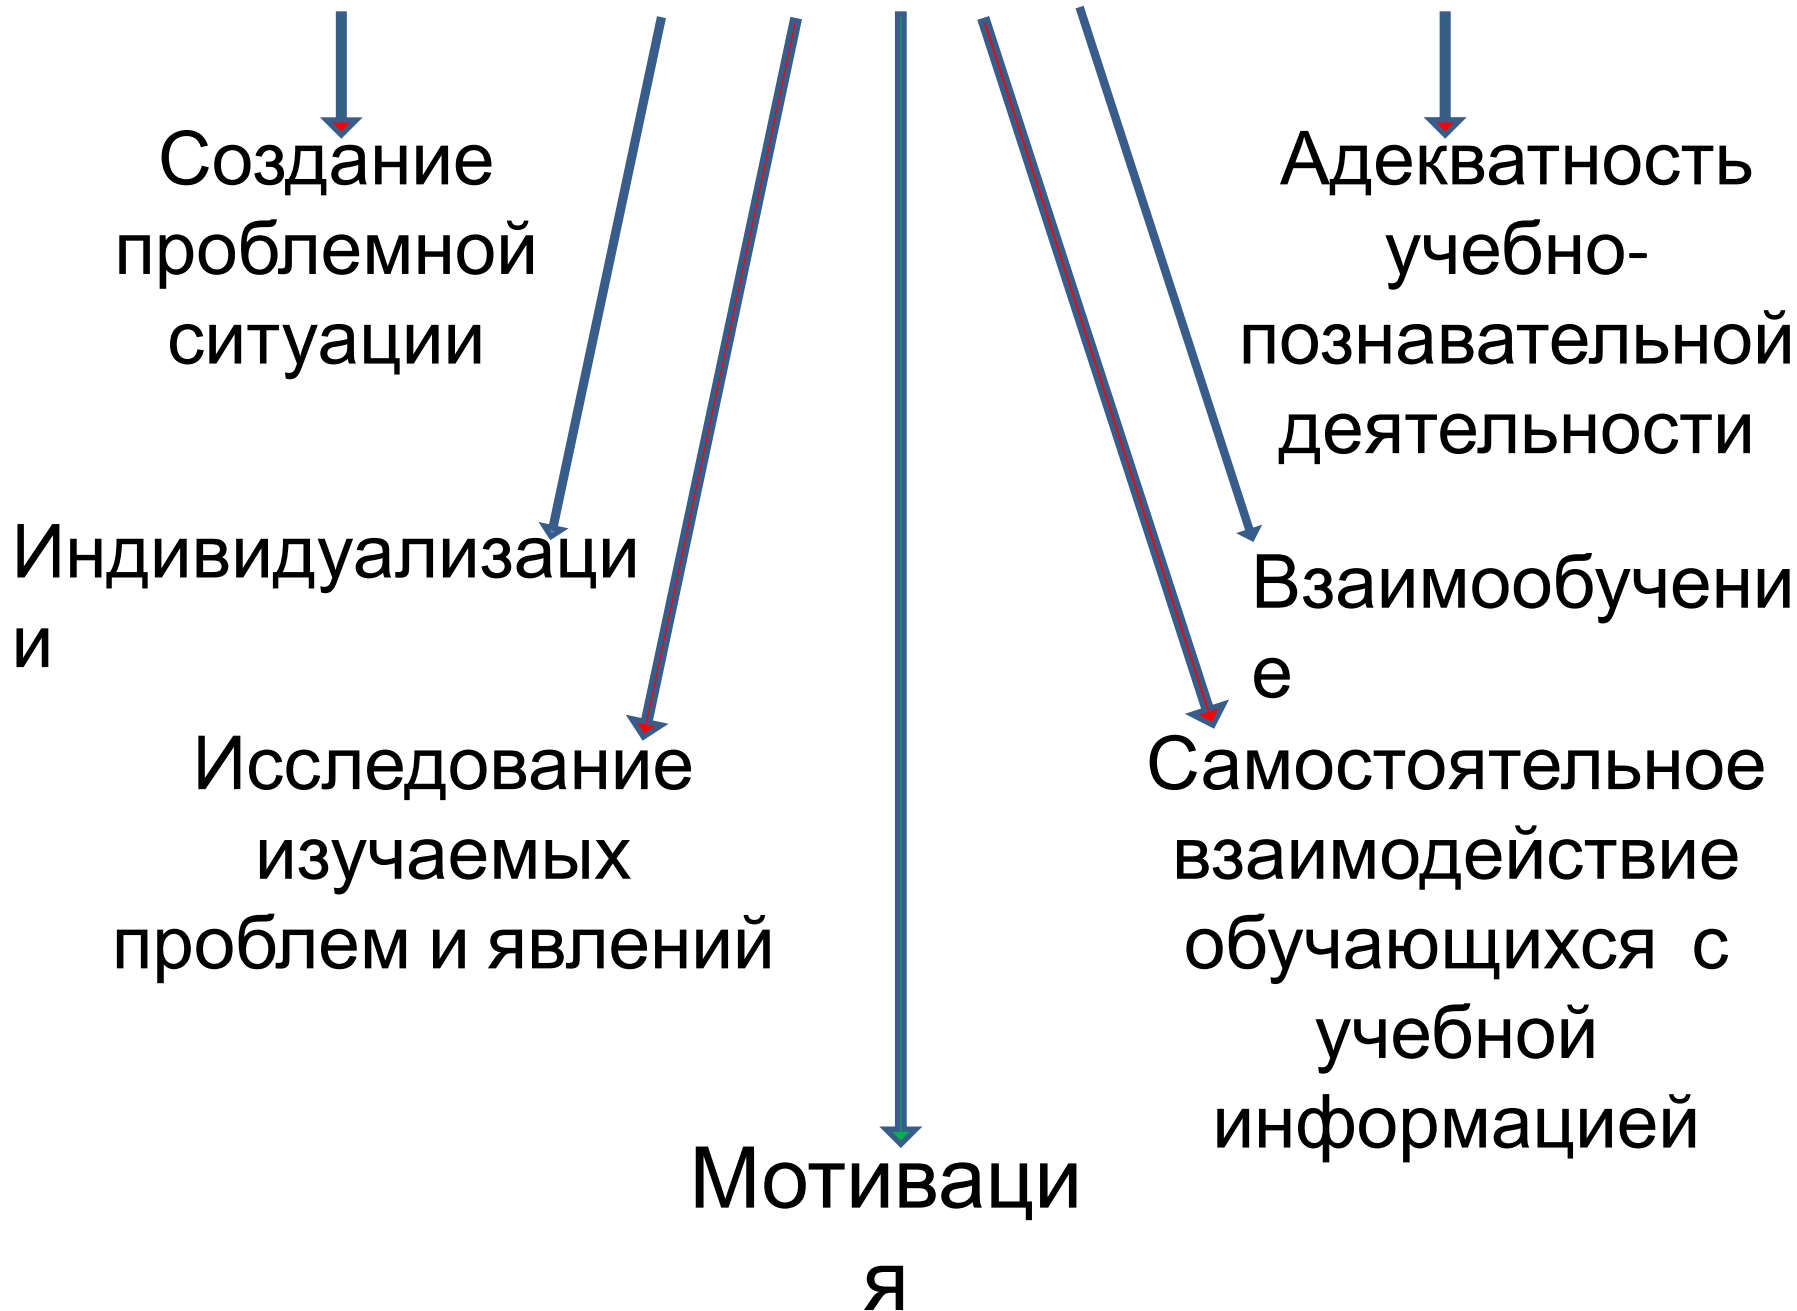 Создание
проблемной
ситуации
Адекватность
учебно-
познавательной
деятельности
Индивидуализаци
и
Взаимообучени
е
Исследование
изучаемых
проблем и явлений
Самостоятельное
взаимодействие
обучающихся с
учебной
информацией
Мотиваци
я